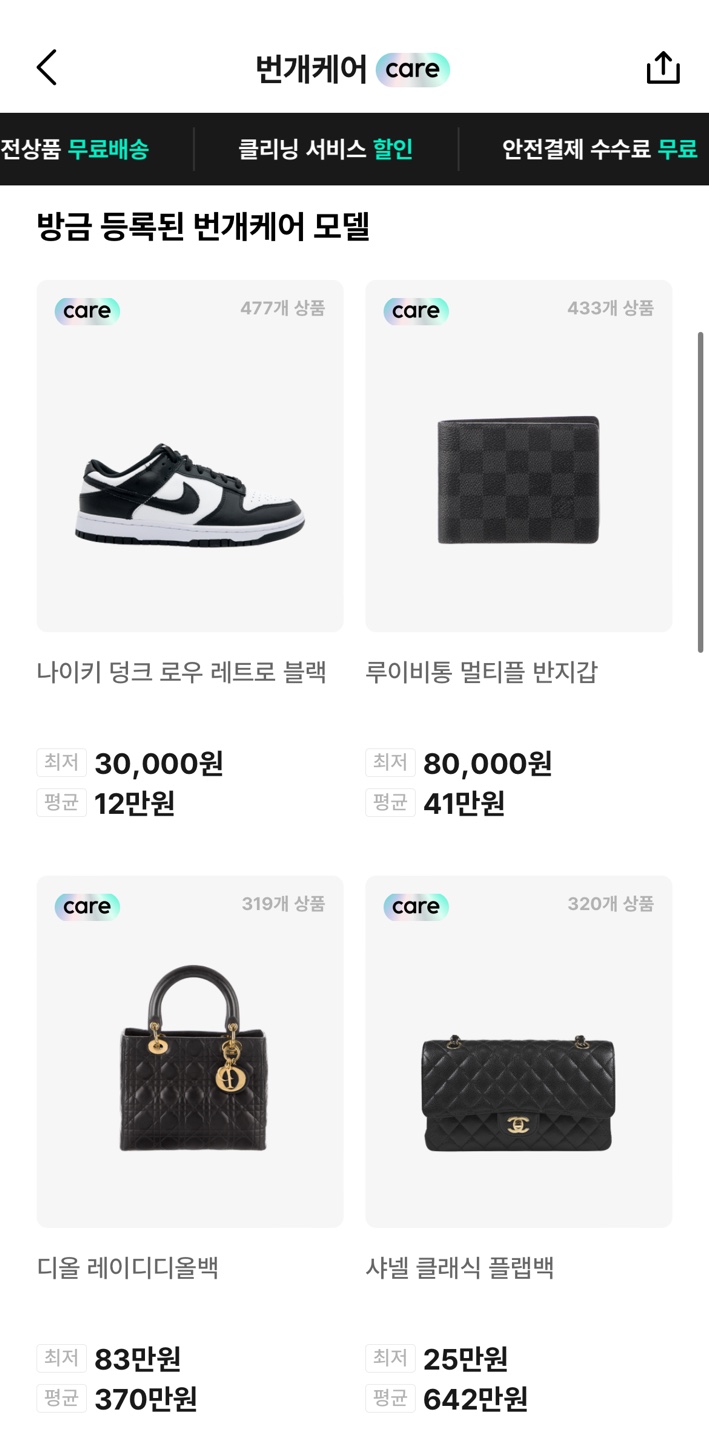 번개케어 care
전상품 무료배송
클리닝 서비스 할인
안전결제 수수료 무료
방금 등록된 번개케어 모델
care 477개 상품
나이키 덩크 로우 레트로 블랙
최저 30,000원
평균 12만원
care 433개 상품
루이비통 멀티플 반지갑
최저 80,000원
평균 41만원
care 319개 상품
디올 레이디디올백
최저 83만원
평균 370만원
care 320개 상품
샤넬 클래식 플랩백
최저 25만원
평균 642만원